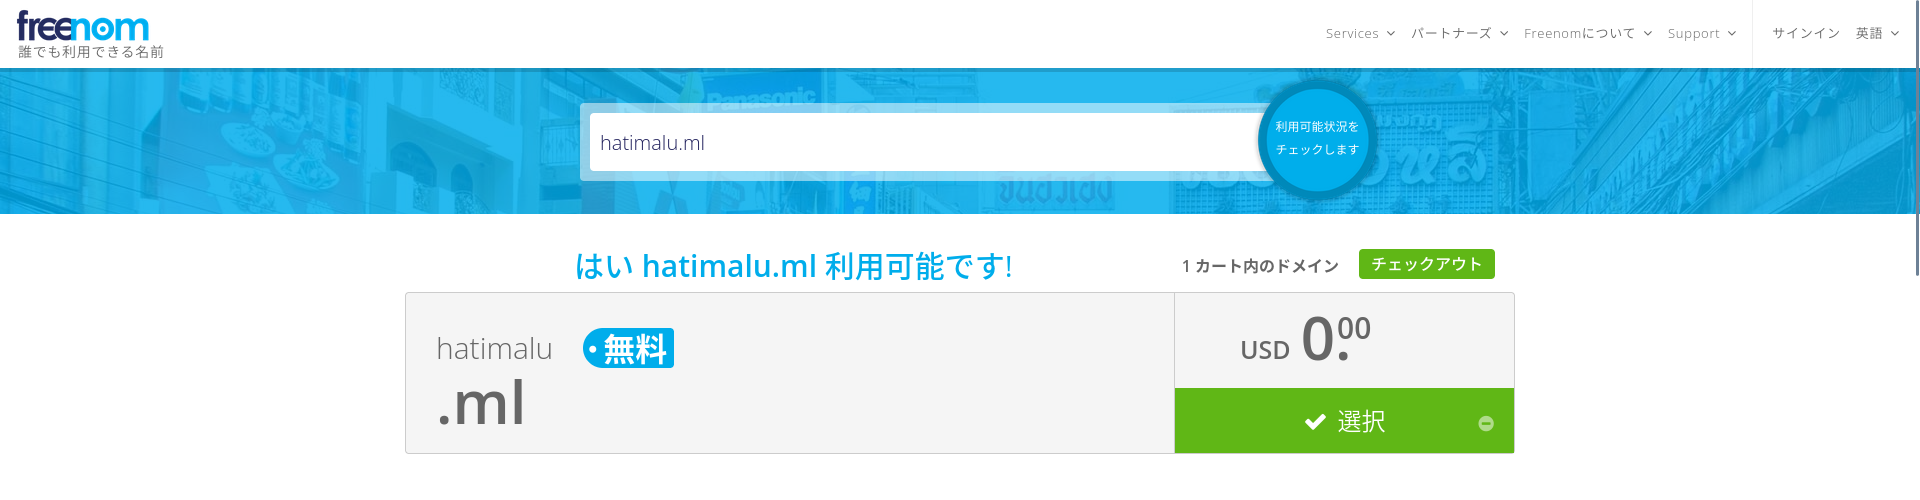 freenom
誰でも利用できる名前
Services パートナーズ Freenomについて Support サインイン 英語
Panasonic
hatimalu.ml
利用可能状況を
チェックします
はい hatimalu.ml 利用可能です!
1 カート内のドメイン チェックアウト
hatimalu 無料
.ml
USD 0.00
選択